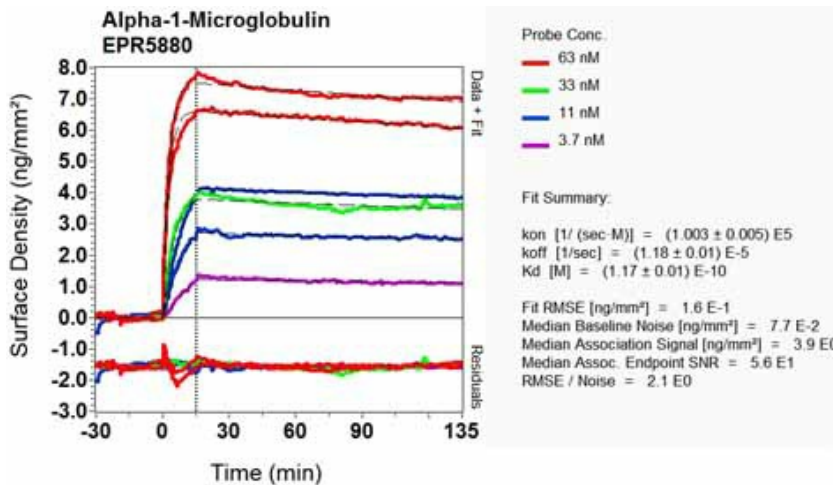 Alpha-1-Microglobulin
EPR5880
8.0
7.0
6.0
5.0
4.0
3.0
2.0
1.0
0.0
-1.0
-2.0
-3.0
Surface Density (ng/mm²)
Data + Fit
Residuals
-30
0
30
60
90
135
Time (min)
Probe Conc.
63 nM
33 nM
11 nM
3.7 nM
Fit Summary:
kon [1/ (sec·M)] = (1.003 ± 0.005) E5
koff [1/sec] = (1.18 ± 0.01) E-5
Kd [M] = (1.17 ± 0.01) E-10
Fit RMSE [ng/mm²] = 1.6 E-1
Median Baseline Noise [ng/mm²] = 7.7 E-2
Median Association Signal [ng/mm²] = 3.9 E0
Median Assoc. Endpoint SNR = 5.6 E1
RMSE / Noise = 2.1 E0